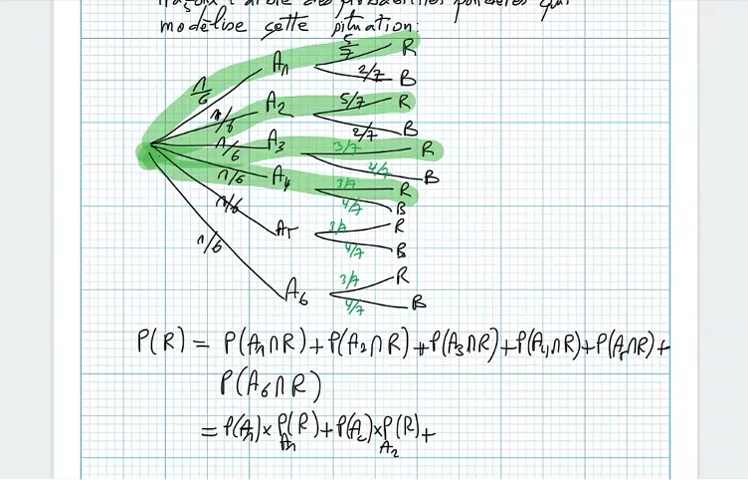 modélise cette situation:
1/6 A1 5/7 R
2/7 B
1/6 A2 5/7 R
2/7 B
1/6 A3 3/7 R
4/7 B
1/6 A4 3/7 R
4/7 B
1/6 A5 3/7 R
4/7 B
1/6 A6 3/7 R
4/7 B
P(R) = P(A1∩R)+P(A2∩R)+P(A3∩R)+P(A4∩R)+P(A5∩R)+
P(A6∩R)
= P(A1)×P_A1(R)+P(A2)×P_A2(R)+